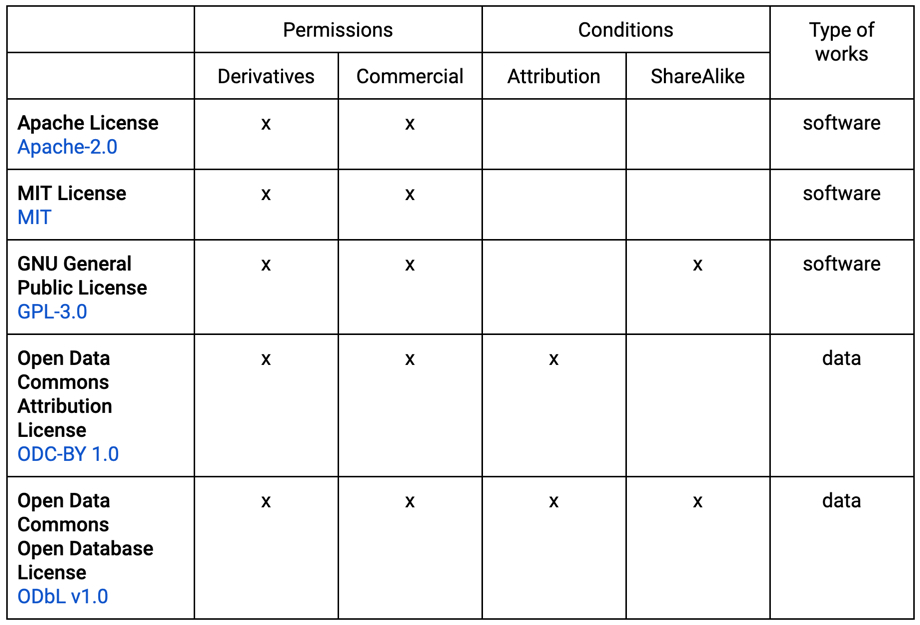 Permissions Conditions Type of
works
Derivatives Commercial Attribution ShareAlike
Apache License x x software
Apache-2.0
MIT License x x software
MIT
GNU General x x x software
Public License
GPL-3.0
Open Data x x x data
Commons
Attribution
License
ODC-BY 1.0
Open Data x x x x data
Commons
Open Database
License
ODbL v1.0